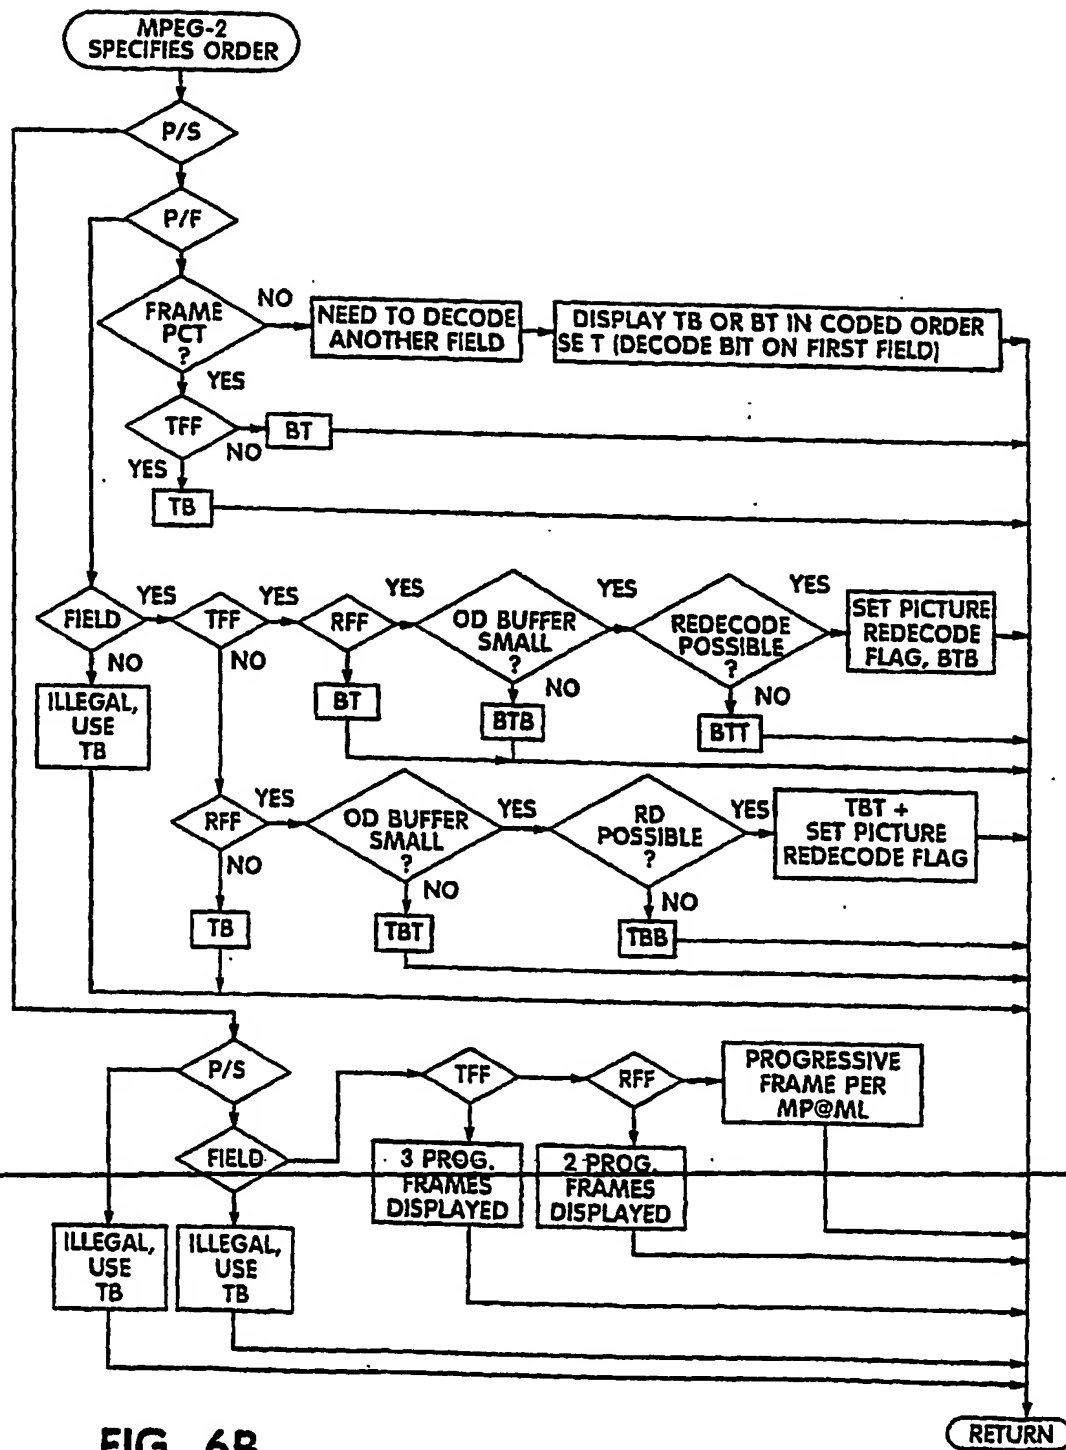 MPEG-2
SPECIFIES ORDER
P/S
P/F
FRAME
PCT
?
NO
NEED TO DECODE
ANOTHER FIELD
DISPLAY TB OR BT IN CODED ORDER
SE T (DECODE BIT ON FIRST FIELD)
YES
TFF
NO
BT
YES
TB
FIELD
YES
TFF
YES
RFF
YES
OD BUFFER
SMALL
?
YES
REDECODE
POSSIBLE
?
YES
SET PICTURE
REDECODE
FLAG, BTB
NO
ILLEGAL,
USE
TB
NO
BT
NO
BTB
NO
BTT
RFF
YES
OD BUFFER
SMALL
?
YES
RD
POSSIBLE
?
YES
TBT +
SET PICTURE
REDECODE FLAG
NO
TB
NO
TBT
NO
TBB
P/S
FIELD
TFF
RFF
PROGRESSIVE
FRAME PER
MP@ML
3 PROG.
FRAMES
DISPLAYED
2 PROG.
FRAMES
DISPLAYED
ILLEGAL,
USE
TB
ILLEGAL,
USE
TB
RETURN
FIG. 6B